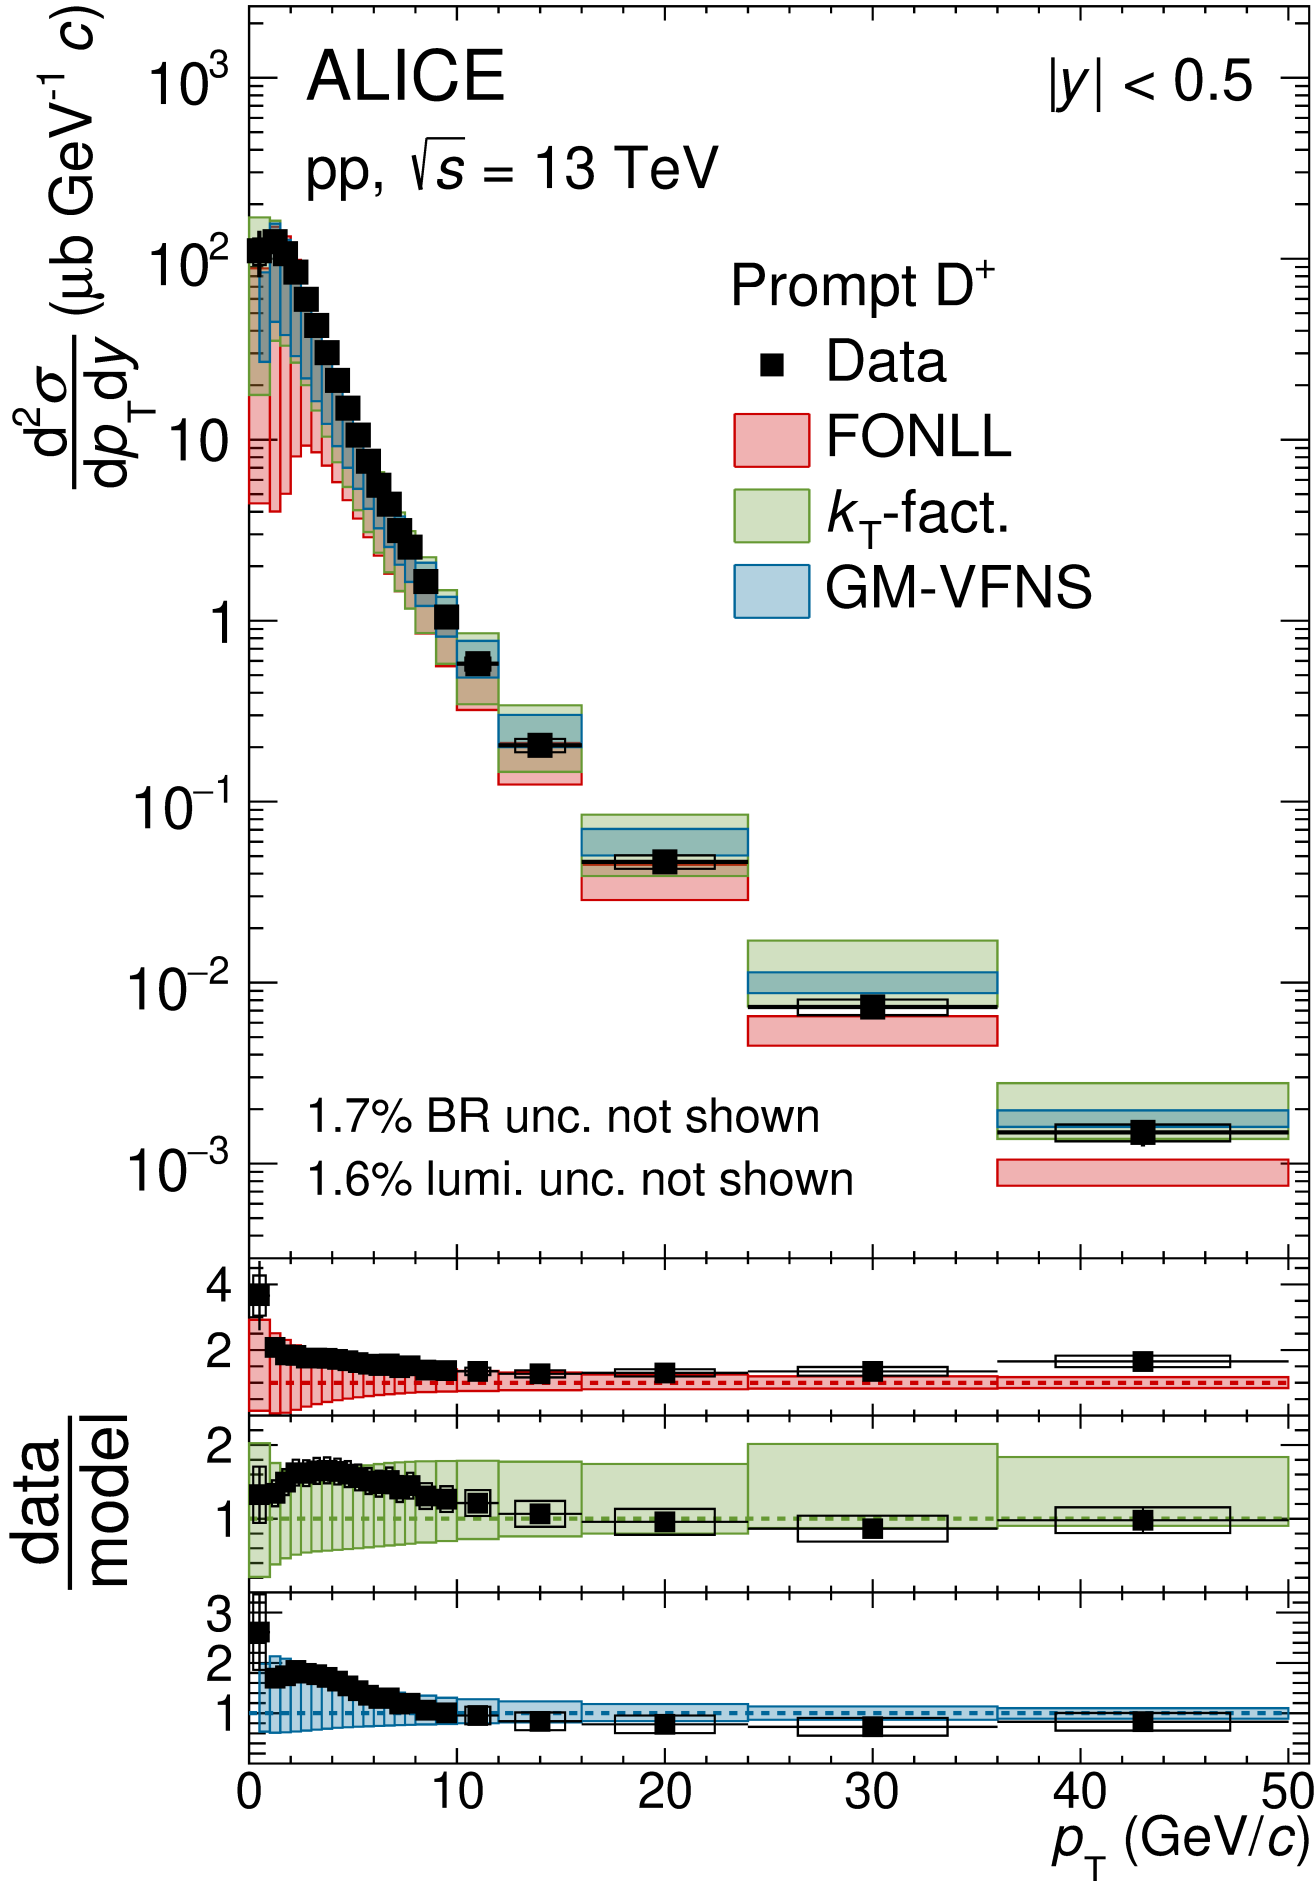 ALICE
|y| < 0.5
pp, √s = 13 TeV
d²σ/dp_T dy (μb GeV⁻¹ c)
10³
10²
10
1
10⁻¹
10⁻²
10⁻³
Prompt D⁺
Data
FONLL
k_T-fact.
GM-VFNS
1.7% BR unc. not shown
1.6% lumi. unc. not shown
data/model
4
2
2
1
3
2
1
0 10 20 30 40 50
p_T (GeV/c)